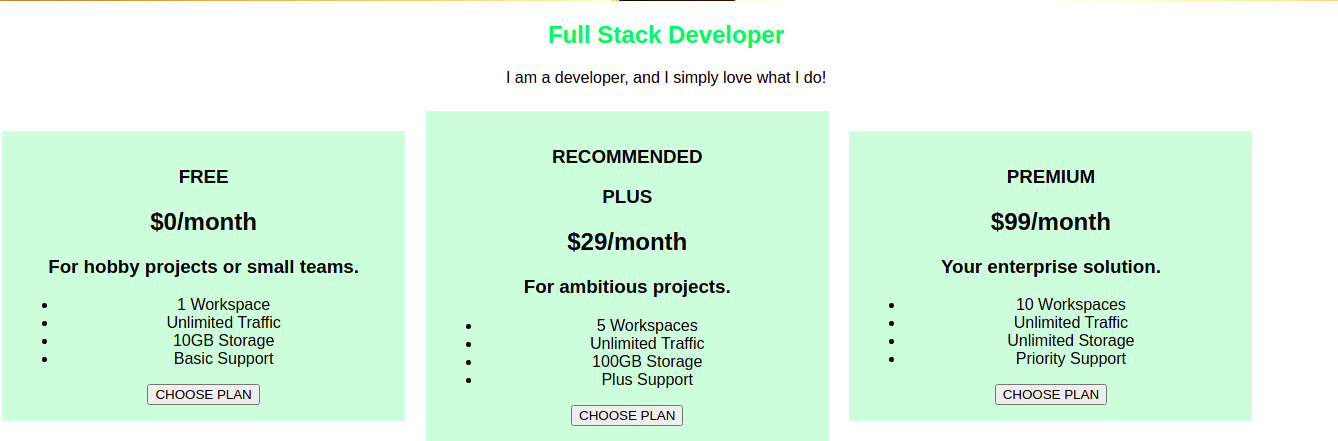 Full Stack Developer
I am a developer, and I simply love what I do!
FREE
$0/month
For hobby projects or small teams.
1 Workspace
Unlimited Traffic
10GB Storage
Basic Support
CHOOSE PLAN
RECOMMENDED
PLUS
$29/month
For ambitious projects.
5 Workspaces
Unlimited Traffic
100GB Storage
Plus Support
CHOOSE PLAN
PREMIUM
$99/month
Your enterprise solution.
10 Workspaces
Unlimited Traffic
Unlimited Storage
Priority Support
CHOOSE PLAN